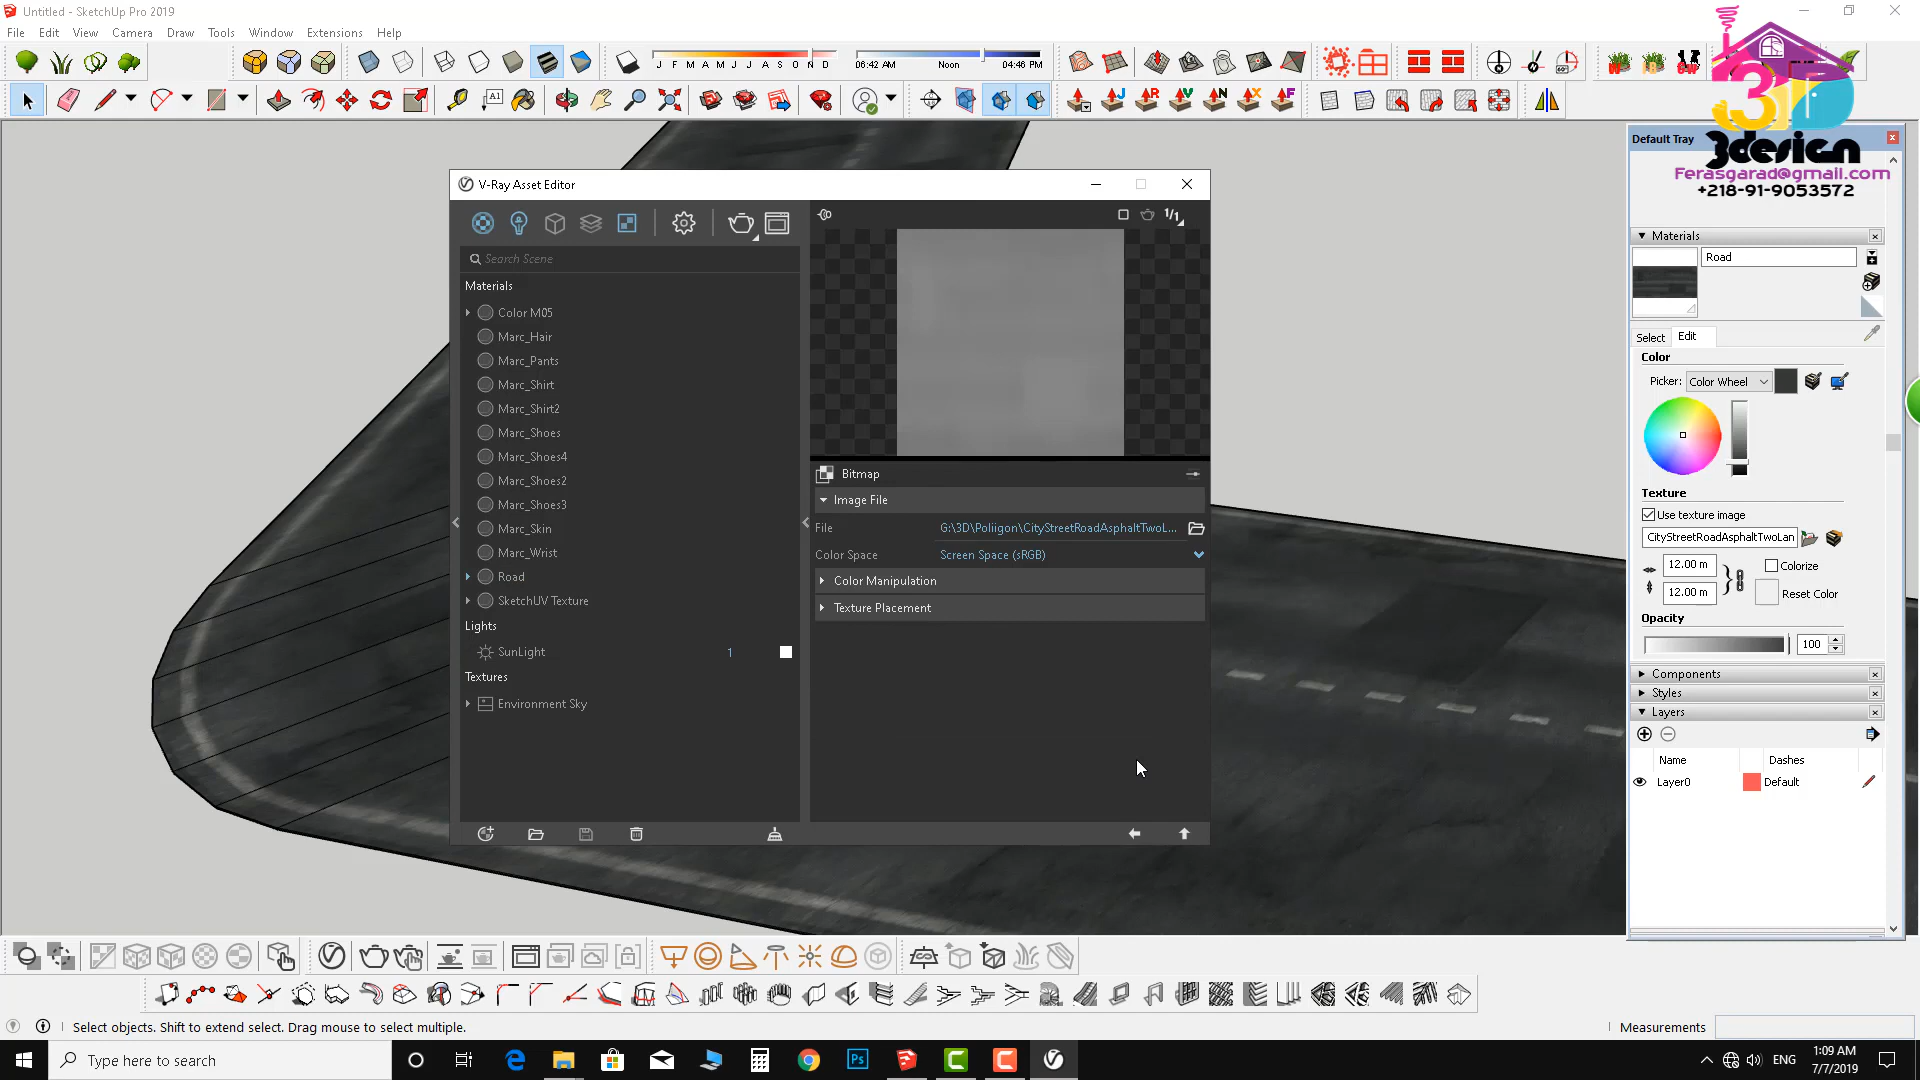 Untitled - SketchUp Pro 2019
File Edit View Camera Draw Tools Window Extensions Help
J F M A M J J A S O N D 06:42 AM Noon 04:46 PM
A1
J R V N X F
3D
3design
Ferasgarad@gmail.com
+218-91-9053572
Default Tray
V-Ray Asset Editor
1/1
Search Scene
Materials
Color M05
Marc_Hair
Marc_Pants
Marc_Shirt
Marc_Shirt2
Marc_Shoes
Marc_Shoes4
Marc_Shoes2
Marc_Shoes3
Marc_Skin
Marc_Wrist
Road
SketchUV Texture
Lights
SunLight 1
Textures
Environment Sky
Bitmap
Image File
File G:\3D\Poliigon\CityStreetRoadAsphaltTwoL...
Color Space Screen Space (sRGB)
Color Manipulation
Texture Placement
Materials
Road
Select Edit
Color
Picker: Color Wheel
Texture
Use texture image
CityStreetRoadAsphaltTwoLan
12.00 m Colorize
12.00 m Reset Color
Opacity
100
Components
Styles
Layers
Name Dashes
Layer0 Default
Select objects. Shift to extend select. Drag mouse to select multiple.
Measurements
Type here to search
Ps
ENG
1:09 AM
7/7/2019